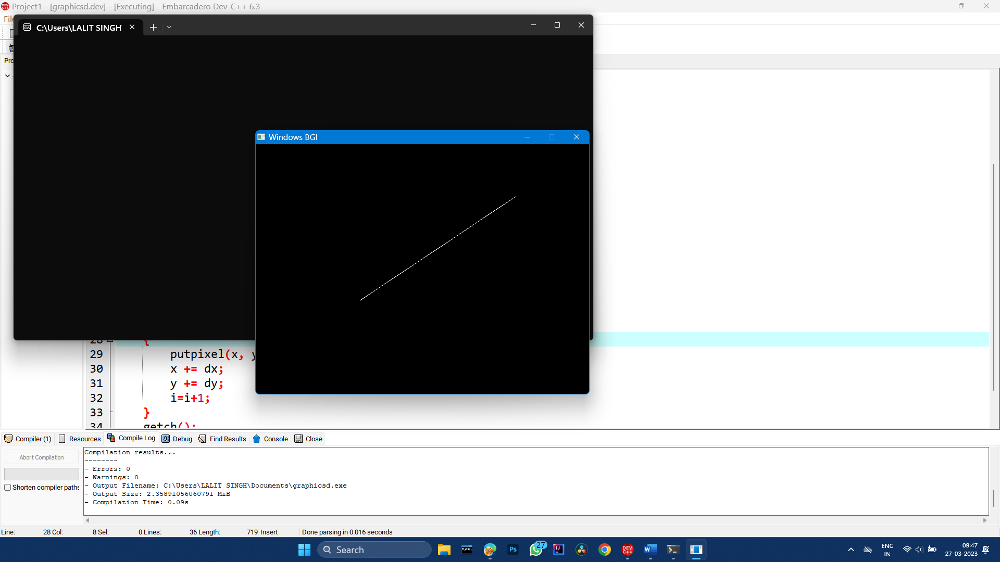 Project1 - [graphicsd.dev] - [Executing] - Embarcadero Dev-C++ 6.3
C:\Users\LALIT SINGH
Windows BGI
28 {
29 putpixel(x, y
30 x += dx;
31 y += dy;
32 i=i+1;
33 }
34 getch();
Compiler (1) Resources Compile Log Debug Find Results Console Close
Abort Compilation
Shorten compiler paths
Compilation results...
--------
- Errors: 0
- Warnings: 0
- Output Filename: C:\Users\LALIT SINGH\Documents\graphicsd.exe
- Output Size: 2.35891056060791 MiB
- Compilation Time: 0.09s
Line: 28 Col: 8 Sel: 0 Lines: 36 Length: 719 Insert Done parsing in 0.016 seconds
Search
27
ENG
IN
09:47
27-03-2023